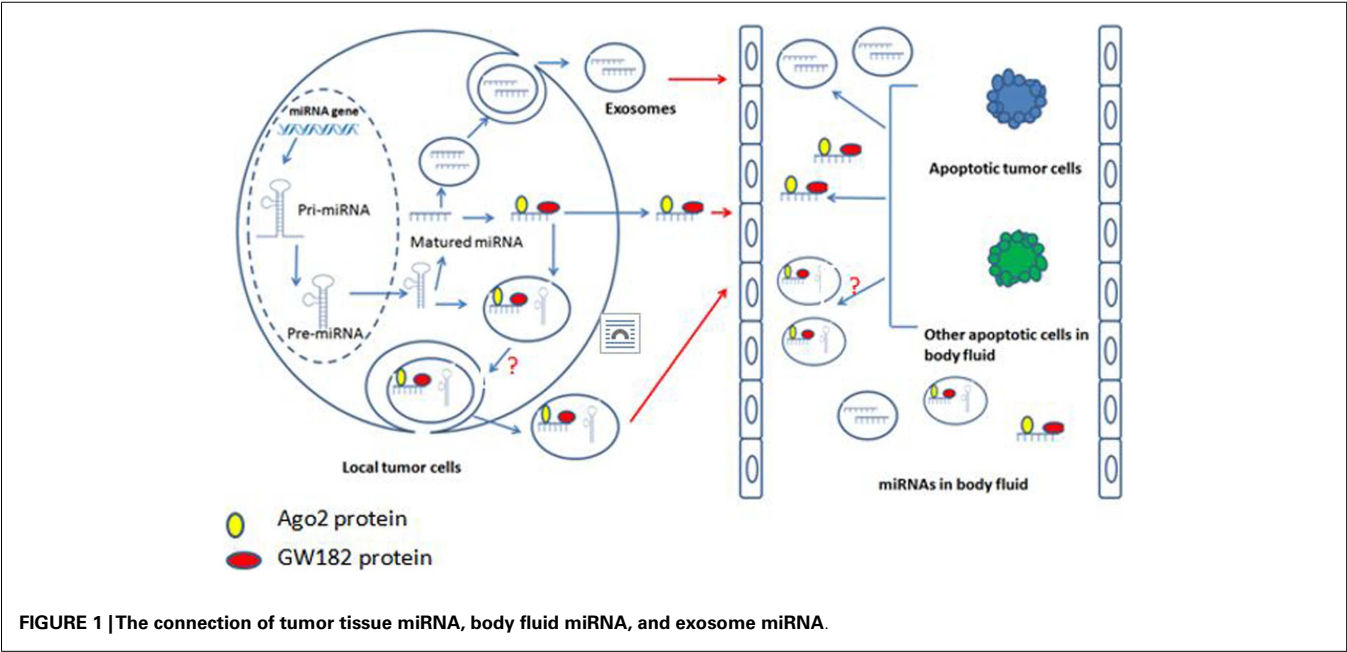 miRNA gene
Pri-miRNA
Pre-miRNA
Matured miRNA
?
Local tumor cells
Exosomes
?
Apoptotic tumor cells
Other apoptotic cells in
body fluid
miRNAs in body fluid
Ago2 protein
GW182 protein
FIGURE 1 | The connection of tumor tissue miRNA, body fluid miRNA, and exosome miRNA.